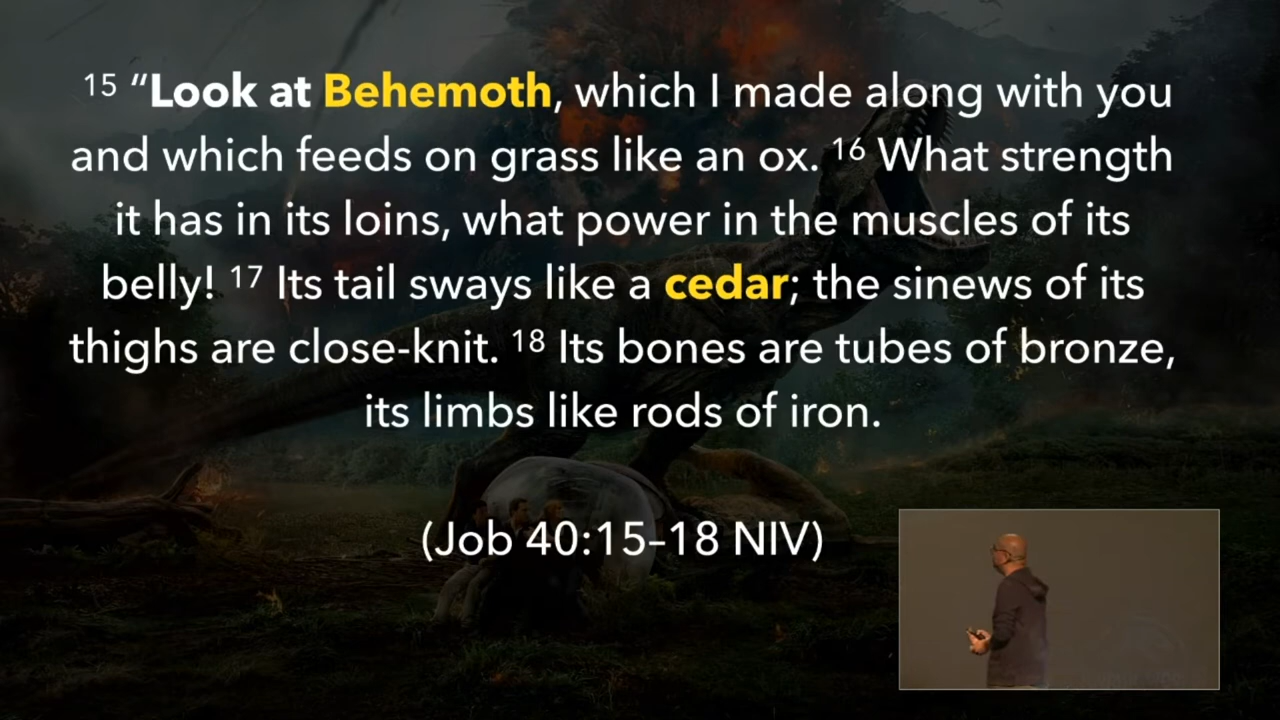 15 “Look at Behemoth, which I made along with you
and which feeds on grass like an ox. 16 What strength
it has in its loins, what power in the muscles of its
belly! 17 Its tail sways like a cedar; the sinews of its
thighs are close-knit. 18 Its bones are tubes of bronze,
its limbs like rods of iron.
(Job 40:15–18 NIV)